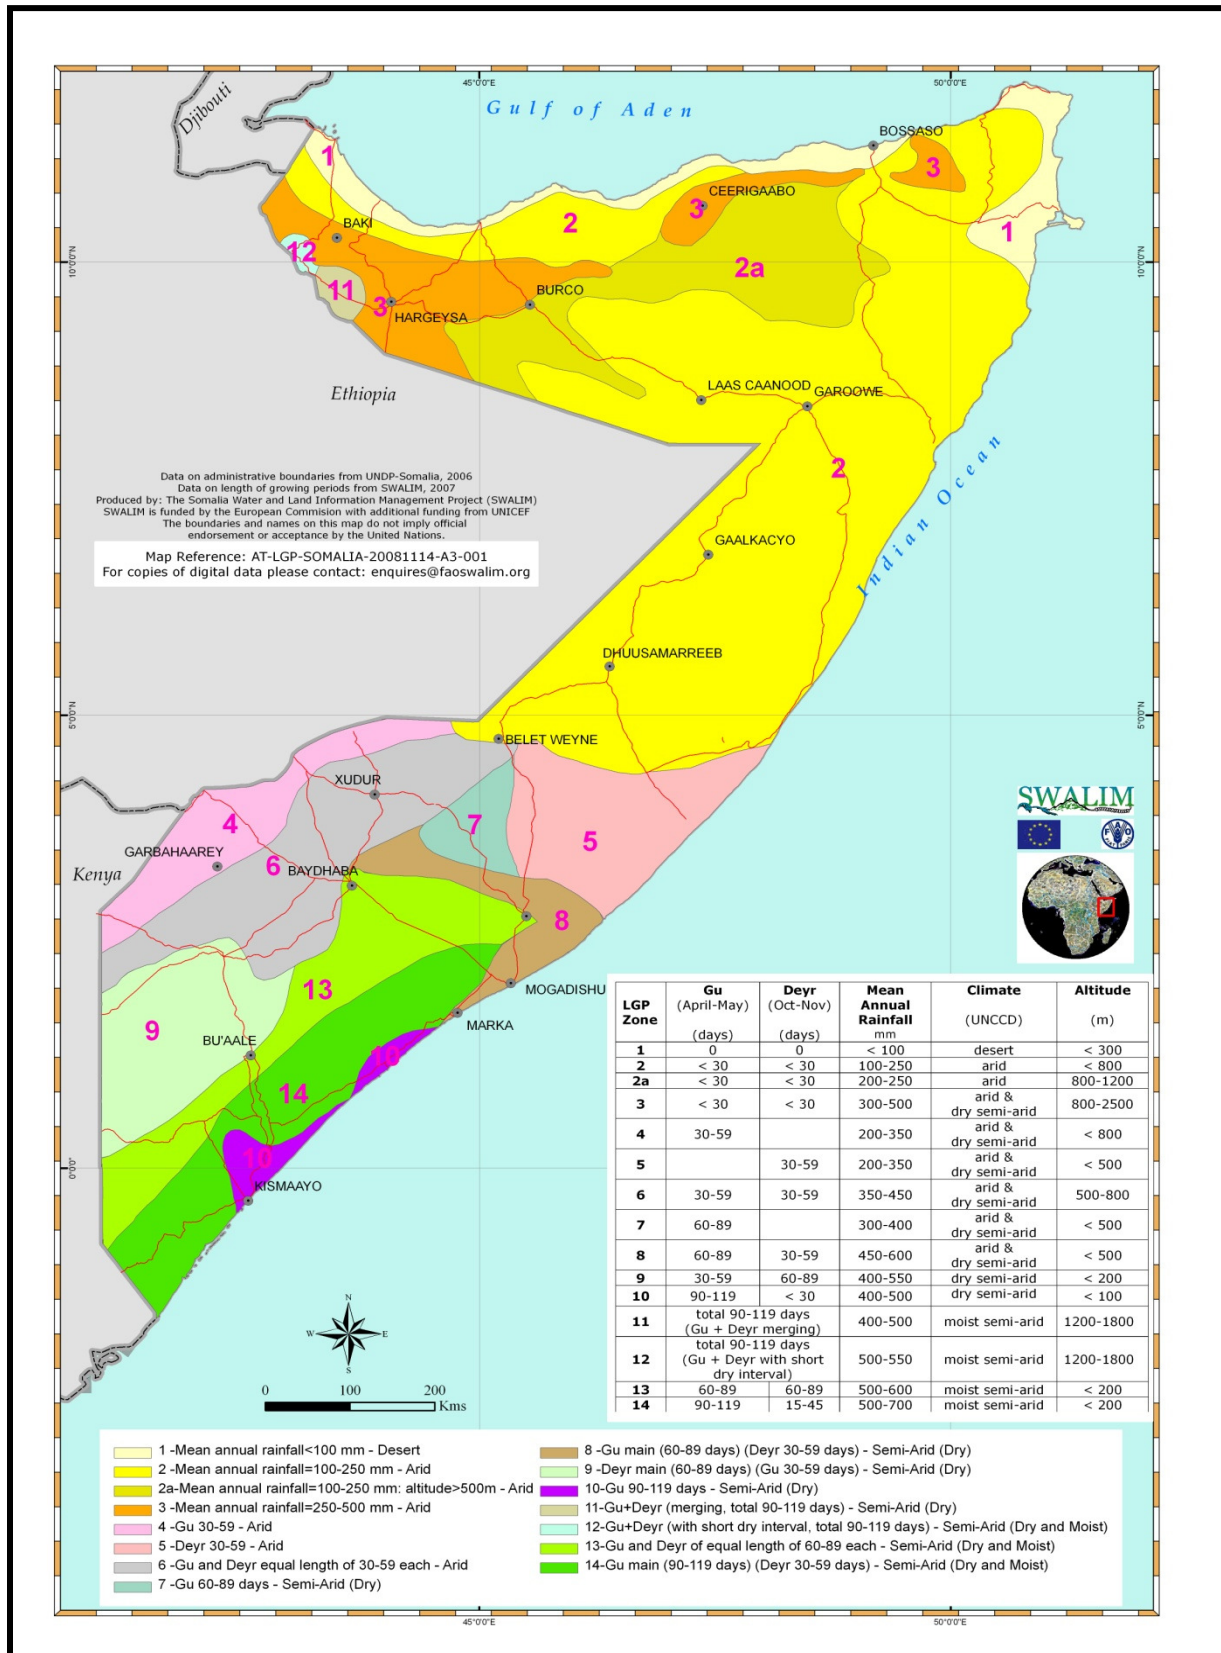 45°0'0"E
50°0'0"E
Gulf of Aden
Djibouti
BOSSASO
1
3
CEERIGAABO
3
2
1
BAKI
12
10°0'0"N
10°0'0"N
2a
11
3
BURCO
HARGEYSA
Ethiopia
LAAS CAANOOD
GAROOWE
2
Indian Ocean
Data on administrative boundaries from UNDP-Somalia, 2006
Data on length of growing periods from SWALIM, 2007
Produced by: The Somalia Water and Land Information Management Project (SWALIM)
SWALIM is funded by the European Commision with additional funding from UNICEF
The boundaries and names on this map do not imply official
endorsement or acceptance by the United Nations.
Map Reference: AT-LGP-SOMALIA-20081114-A3-001
For copies of digital data please contact: enquires@faoswalim.org
GAALKACYO
DHUUSAMARREEB
5°0'0"N
5°0'0"N
BELET WEYNE
XUDUR
SWALIM
FAO
4
7
5
GARBAHAAREY
6
BAYDHABA
Kenya
8
13
MOGADISHU
9
MARKA
BU'AALE
10
14
0°0'0"
10
KISMAAYO
LGP Zone Gu (April-May) (days) Deyr (Oct-Nov) (days) Mean Annual Rainfall mm Climate (UNCCD) Altitude (m)
1 0 0 < 100 desert < 300
2 < 30 < 30 100-250 arid < 800
2a < 30 < 30 200-250 arid 800-1200
3 < 30 < 30 300-500 arid & dry semi-arid 800-2500
4 30-59 200-350 arid & dry semi-arid < 800
5 30-59 200-350 arid & dry semi-arid < 500
6 30-59 30-59 350-450 arid & dry semi-arid 500-800
7 60-89 300-400 arid & dry semi-arid < 500
8 60-89 30-59 450-600 arid & dry semi-arid < 500
9 30-59 60-89 400-550 dry semi-arid < 200
10 90-119 < 30 400-500 dry semi-arid < 100
11 total 90-119 days (Gu + Deyr merging) 400-500 moist semi-arid 1200-1800
12 total 90-119 days (Gu + Deyr with short dry interval) 500-550 moist semi-arid 1200-1800
13 60-89 60-89 500-600 moist semi-arid < 200
14 90-119 15-45 500-700 moist semi-arid < 200
N
W E
S
0 100 200
Kms
1 -Mean annual rainfall<100 mm - Desert
2 -Mean annual rainfall=100-250 mm - Arid
2a-Mean annual rainfall=100-250 mm: altitude>500m - Arid
3 -Mean annual rainfall=250-500 mm - Arid
4 -Gu 30-59 - Arid
5 -Deyr 30-59 - Arid
6 -Gu and Deyr equal length of 30-59 each - Arid
7 -Gu 60-89 days - Semi-Arid (Dry)
8 -Gu main (60-89 days) (Deyr 30-59 days) - Semi-Arid (Dry)
9 -Deyr main (60-89 days) (Gu 30-59 days) - Semi-Arid (Dry)
10-Gu 90-119 days - Semi-Arid (Dry)
11-Gu+Deyr (merging, total 90-119 days) - Semi-Arid (Dry)
12-Gu+Deyr (with short dry interval, total 90-119 days) - Semi-Arid (Dry and Moist)
13-Gu and Deyr of equal length of 60-89 each - Semi-Arid (Dry and Moist)
14-Gu main (90-119 days) (Deyr 30-59 days) - Semi-Arid (Dry and Moist)
45°0'0"E
50°0'0"E